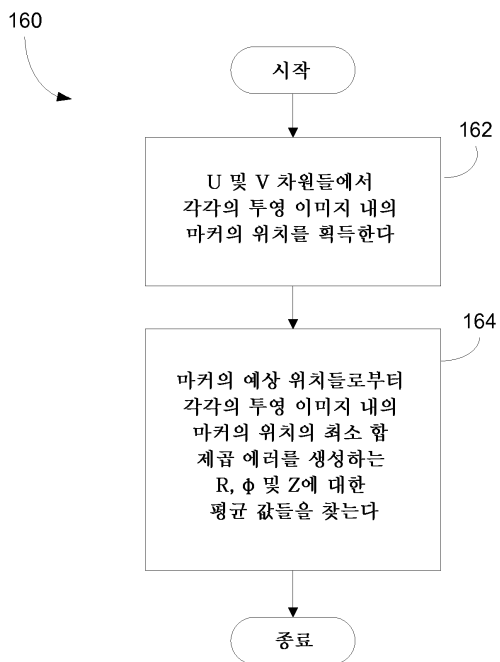 160
시작
162
U 및 V 차원들에서
각각의 투영 이미지 내의
마커의 위치를 획득한다
164
마커의 예상 위치들로부터
각각의 투영 이미지 내의
마커의 위치의 최소 합
제곱 에러를 생성하는
R, ϕ 및 Z에 대한
평균 값들을 찾는다
종료